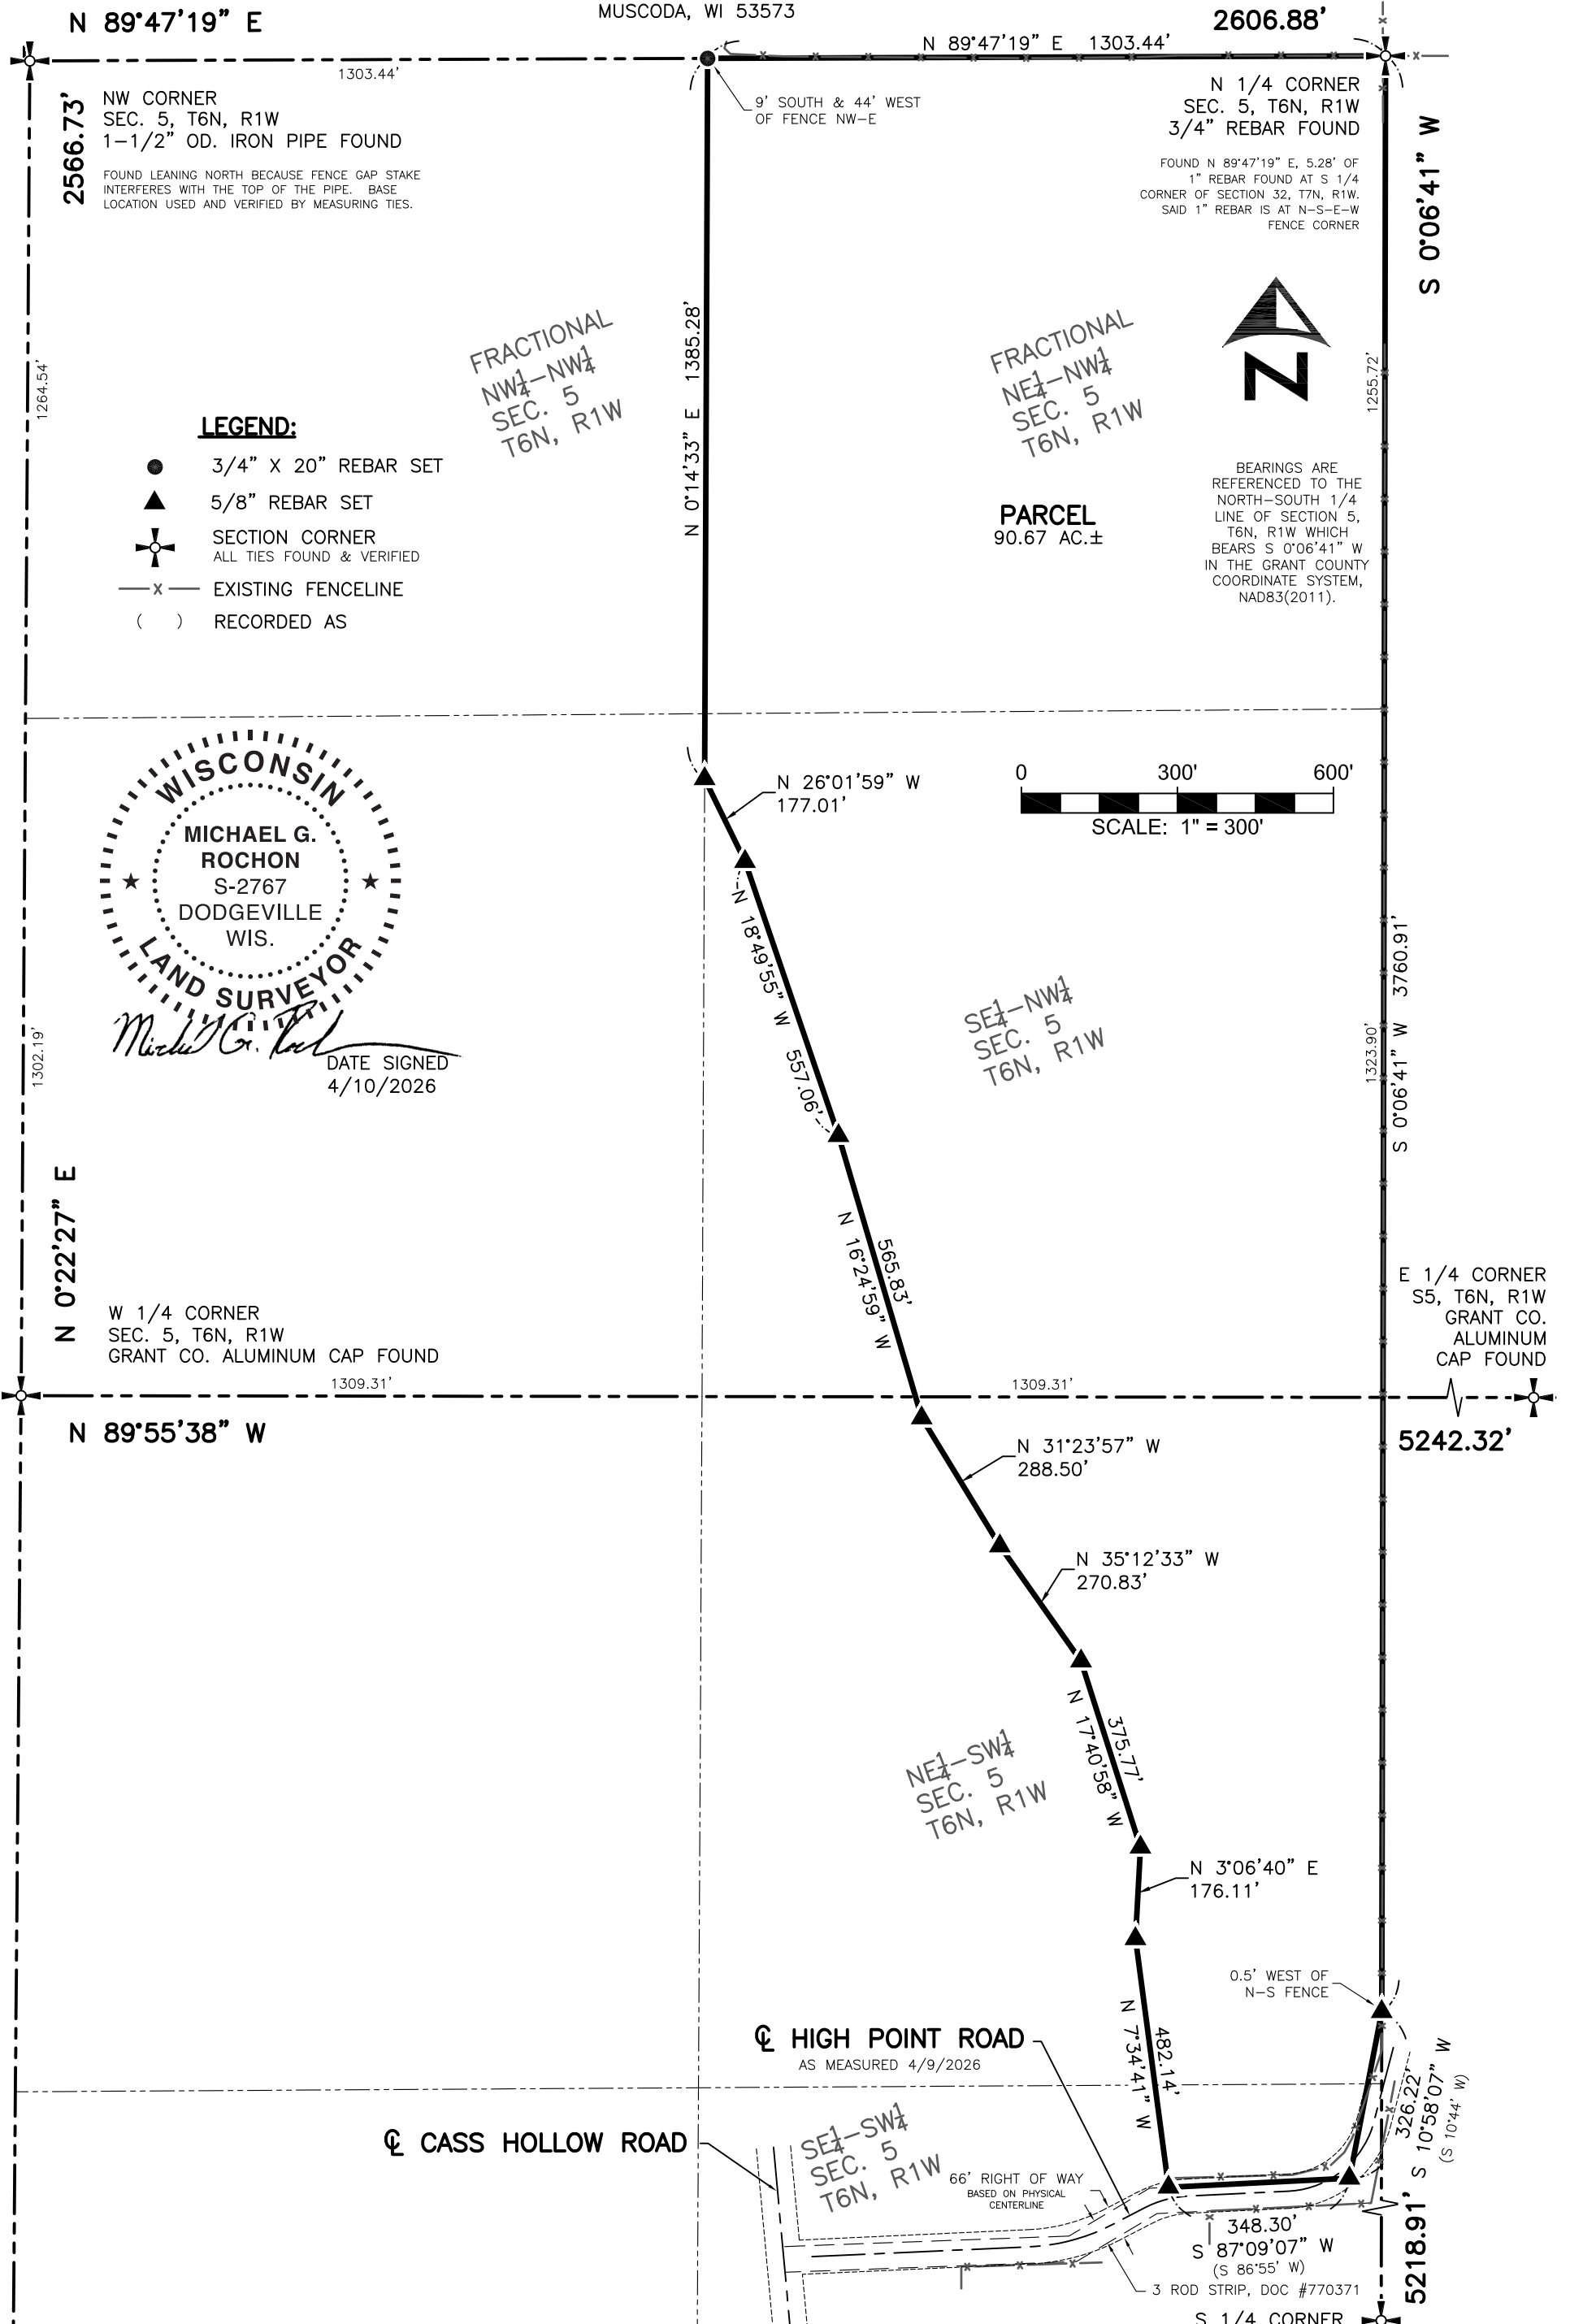 MUSCODA, WI 53573
N 89°47'19" E
2606.88'
N 89°47'19" E 1303.44'
1303.44'
NW CORNER
SEC. 5, T6N, R1W
1-1/2" OD. IRON PIPE FOUND
FOUND LEANING NORTH BECAUSE FENCE GAP STAKE
INTERFERES WITH THE TOP OF THE PIPE. BASE
LOCATION USED AND VERIFIED BY MEASURING TIES.
2566.73'
9' SOUTH & 44' WEST
OF FENCE NW-E
N 1/4 CORNER
SEC. 5, T6N, R1W
3/4" REBAR FOUND
FOUND N 89°47'19" E, 5.28' OF
1" REBAR FOUND AT S 1/4
CORNER OF SECTION 32, T7N, R1W.
SAID 1" REBAR IS AT N-S-E-W
FENCE CORNER
S 0°06'41" W
1264.54'
N 0°14'33" E 1385.28'
FRACTIONAL
NW1/4-NW1/4
SEC. 5
T6N, R1W
FRACTIONAL
NE1/4-NW1/4
SEC. 5
T6N, R1W
N
1255.72'
LEGEND:
3/4" X 20" REBAR SET
5/8" REBAR SET
SECTION CORNER
ALL TIES FOUND & VERIFIED
—x— EXISTING FENCELINE
( ) RECORDED AS
PARCEL
90.67 AC.±
BEARINGS ARE
REFERENCED TO THE
NORTH-SOUTH 1/4
LINE OF SECTION 5,
T6N, R1W WHICH
BEARS S 0°06'41" W
IN THE GRANT COUNTY
COORDINATE SYSTEM,
NAD83(2011).
WISCONSIN
MICHAEL G.
ROCHON
S-2767
DODGEVILLE
WIS.
LAND SURVEYOR
DATE SIGNED
4/10/2026
N 26°01'59" W
177.01'
0 300' 600'
SCALE: 1" = 300'
N 18°49'55" W 557.06'
SE1/4-NW1/4
SEC. 5
T6N, R1W
1302.19'
1323.90'
S 0°06'41" W 3760.91'
N 0°22'27" E
565.83'
N 16°24'59" W
W 1/4 CORNER
SEC. 5, T6N, R1W
GRANT CO. ALUMINUM CAP FOUND
E 1/4 CORNER
S5, T6N, R1W
GRANT CO.
ALUMINUM
CAP FOUND
1309.31'
1309.31'
N 89°55'38" W
5242.32'
N 31°23'57" W
288.50'
N 35°12'33" W
270.83'
375.77'
N 17°40'58" W
NE1/4-SW1/4
SEC. 5
T6N, R1W
N 3°06'40" E
176.11'
0.5' WEST OF
N-S FENCE
482.14'
N 7°34'41" W
℄ HIGH POINT ROAD
AS MEASURED 4/9/2026
℄ CASS HOLLOW ROAD
SE1/4-SW1/4
SEC. 5
T6N, R1W
66' RIGHT OF WAY
BASED ON PHYSICAL
CENTERLINE
326.22'
S 10°58'07" W
(S 10°44' W)
348.30'
S 87°09'07" W
(S 86°55' W)
3 ROD STRIP, DOC #770371
5218.91'
S 1/4 CORNER